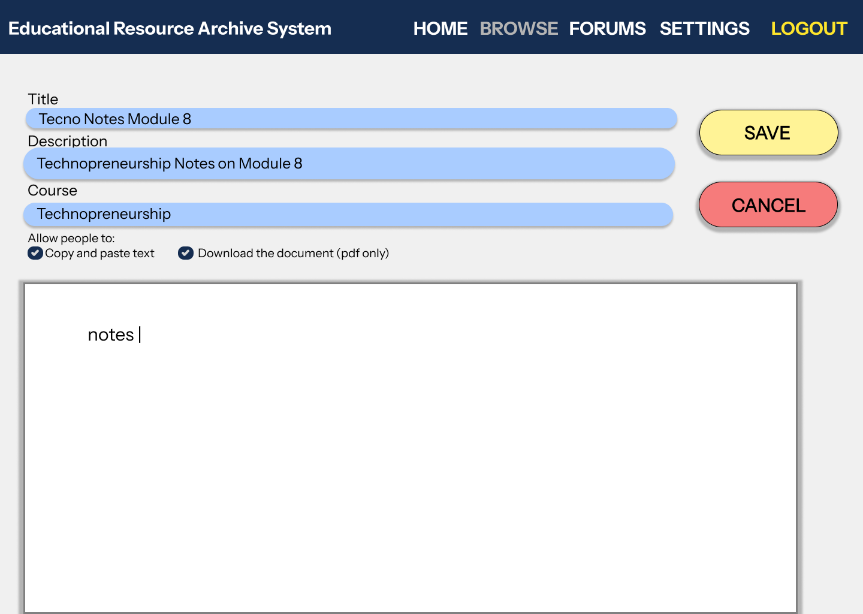 Educational Resource Archive System HOME BROWSE FORUMS SETTINGS LOGOUT
Title
Tecno Notes Module 8
Description
Technopreneurship Notes on Module 8
Course
Technopreneurship
Allow people to:
Copy and paste text Download the document (pdf only)
SAVE
CANCEL
notes